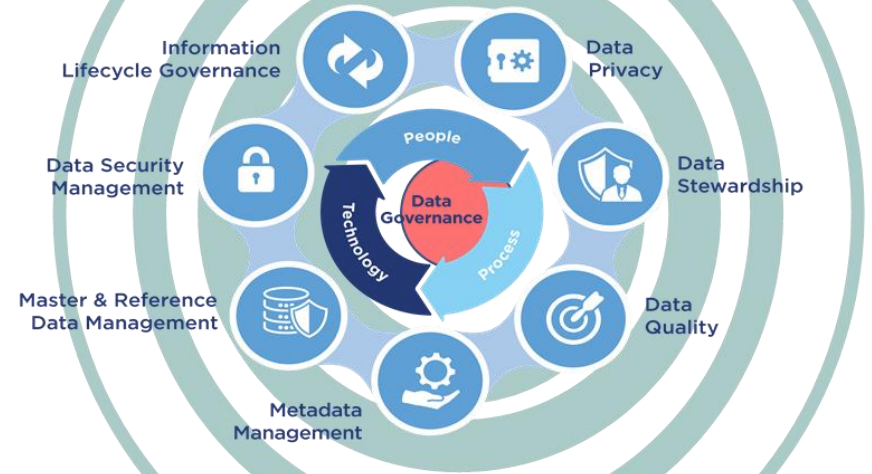 Information
Lifecycle Governance
Data
Privacy
People
Data Security
Management
Data
Stewardship
Data
Governance
Technology
Process
Master & Reference
Data Management
Data
Quality
Metadata
Management